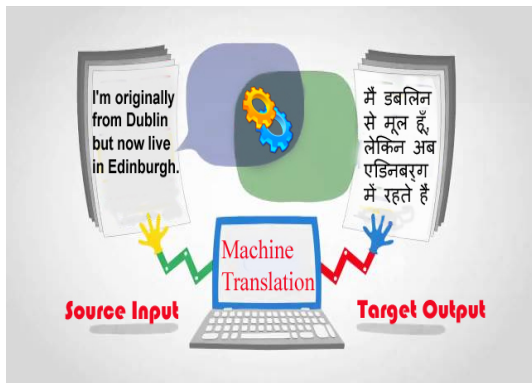 I'm originally
from Dublin
but now live
in Edinburgh.
मैं डबलिन
से मूल हूँ,
लेकिन अब
एडिनबर्ग
में रहते है
Machine
Translation
Source Input
Target Output